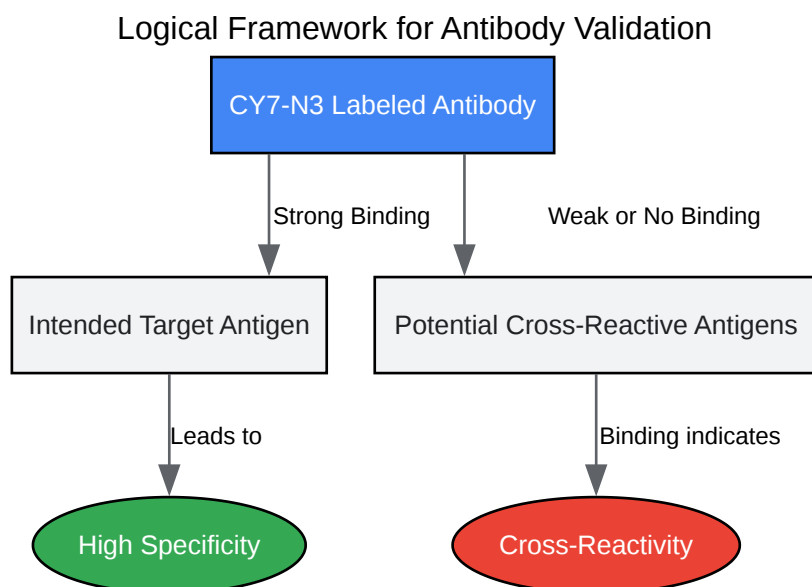 Logical Framework for Antibody Validation
CY7-N3 Labeled Antibody
Strong Binding
Weak or No Binding
Intended Target Antigen
Potential Cross-Reactive Antigens
Leads to
Binding indicates
High Specificity
Cross-Reactivity